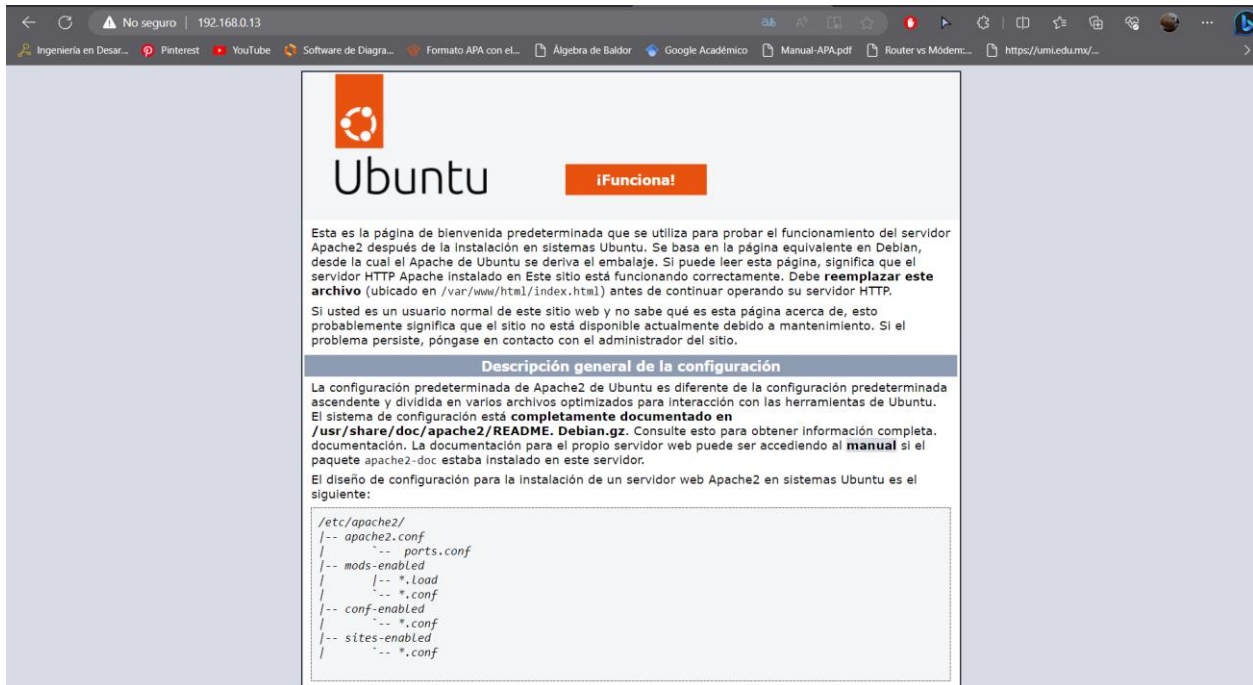 No seguro | 192.168.0.13
Ingeniería en Desar... Pinterest YouTube Software de Diagra... Formato APA con el... Álgebra de Baldor Google Académico Manual-APA.pdf Router vs Módem:... https://umi.edu.mx/...
Ubuntu
¡Funciona!
Esta es la página de bienvenida predeterminada que se utiliza para probar el funcionamiento del servidor
Apache2 después de la instalación en sistemas Ubuntu. Se basa en la página equivalente en Debian,
desde la cual el Apache de Ubuntu se deriva el embalaje. Si puede leer esta página, significa que el
servidor HTTP Apache instalado en Este sitio está funcionando correctamente. Debe reemplazar este
archivo (ubicado en /var/www/html/index.html) antes de continuar operando su servidor HTTP.
Si usted es un usuario normal de este sitio web y no sabe qué es esta página acerca de, esto
probablemente significa que el sitio no está disponible actualmente debido a mantenimiento. Si el
problema persiste, póngase en contacto con el administrador del sitio.
Descripción general de la configuración
La configuración predeterminada de Apache2 de Ubuntu es diferente de la configuración predeterminada
ascendente y dividida en varios archivos optimizados para interacción con las herramientas de Ubuntu.
El sistema de configuración está completamente documentado en
/usr/share/doc/apache2/README. Debian.gz. Consulte esto para obtener información completa.
documentación. La documentación para el propio servidor web puede ser accediendo al manual si el
paquete apache2-doc estaba instalado en este servidor.
El diseño de configuración para la instalación de un servidor web Apache2 en sistemas Ubuntu es el
siguiente:
/etc/apache2/
|-- apache2.conf
| `-- ports.conf
|-- mods-enabled
| |-- *.load
| `-- *.conf
|-- conf-enabled
| `-- *.conf
|-- sites-enabled
| `-- *.conf